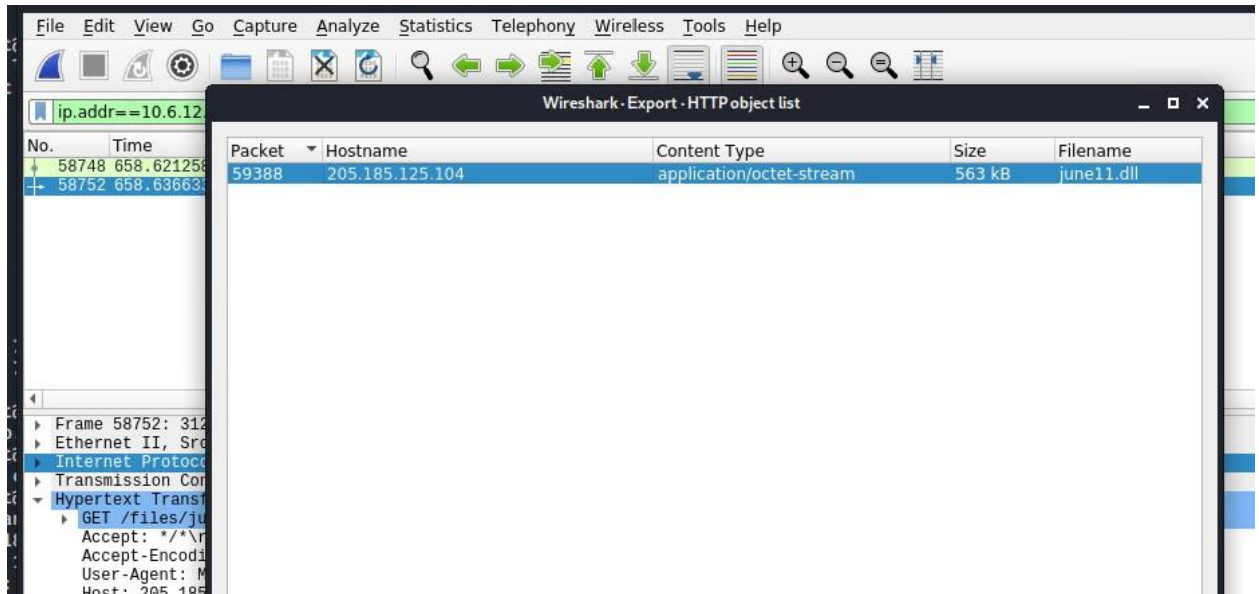 File Edit View Go Capture Analyze Statistics Telephony Wireless Tools Help
ip.addr==10.6.12.
Wireshark · Export · HTTP object list
No. Time
58748 658.621258
58752 658.636633
Packet Hostname Content Type Size Filename
59388 205.185.125.104 application/octet-stream 563 kB june11.dll
Frame 58752: 312
Ethernet II, Src
Internet Protoco
Transmission Con
Hypertext Transf
GET /files/ju
Accept: */*\r
Accept-Encodi
User-Agent: M
Host: 205.185